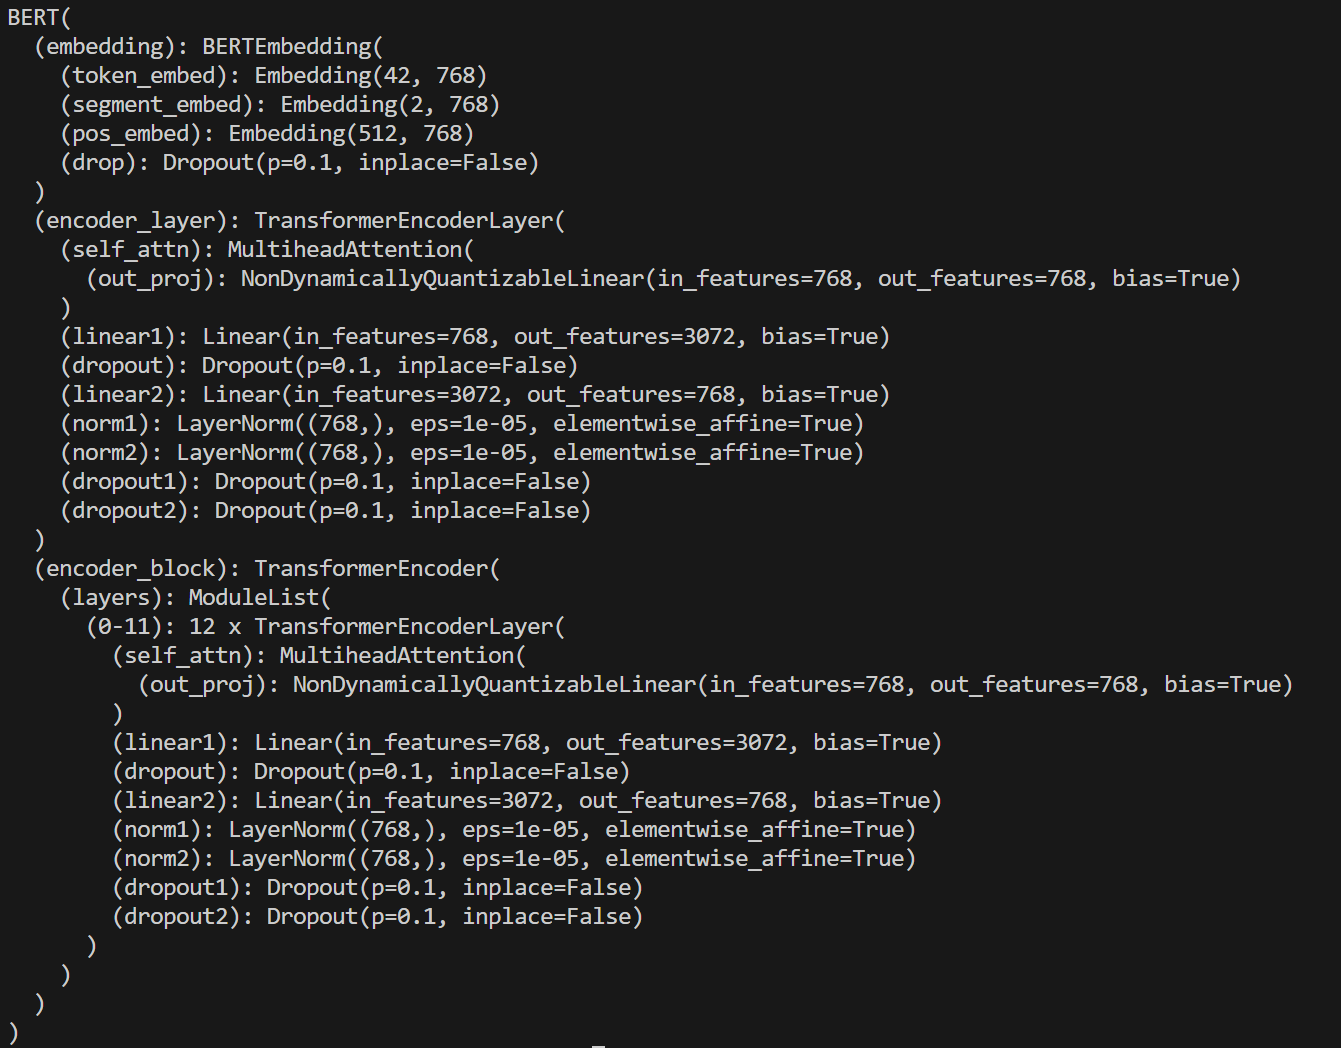 BERT(
  (embedding): BERTEmbedding(
    (token_embed): Embedding(42, 768)
    (segment_embed): Embedding(2, 768)
    (pos_embed): Embedding(512, 768)
    (drop): Dropout(p=0.1, inplace=False)
  )
  (encoder_layer): TransformerEncoderLayer(
    (self_attn): MultiheadAttention(
      (out_proj): NonDynamicallyQuantizableLinear(in_features=768, out_features=768, bias=True)
    )
    (linear1): Linear(in_features=768, out_features=3072, bias=True)
    (dropout): Dropout(p=0.1, inplace=False)
    (linear2): Linear(in_features=3072, out_features=768, bias=True)
    (norm1): LayerNorm((768,), eps=1e-05, elementwise_affine=True)
    (norm2): LayerNorm((768,), eps=1e-05, elementwise_affine=True)
    (dropout1): Dropout(p=0.1, inplace=False)
    (dropout2): Dropout(p=0.1, inplace=False)
  )
  (encoder_block): TransformerEncoder(
    (layers): ModuleList(
      (0-11): 12 x TransformerEncoderLayer(
        (self_attn): MultiheadAttention(
          (out_proj): NonDynamicallyQuantizableLinear(in_features=768, out_features=768, bias=True)
        )
        (linear1): Linear(in_features=768, out_features=3072, bias=True)
        (dropout): Dropout(p=0.1, inplace=False)
        (linear2): Linear(in_features=3072, out_features=768, bias=True)
        (norm1): LayerNorm((768,), eps=1e-05, elementwise_affine=True)
        (norm2): LayerNorm((768,), eps=1e-05, elementwise_affine=True)
        (dropout1): Dropout(p=0.1, inplace=False)
        (dropout2): Dropout(p=0.1, inplace=False)
      )
    )
  )
)